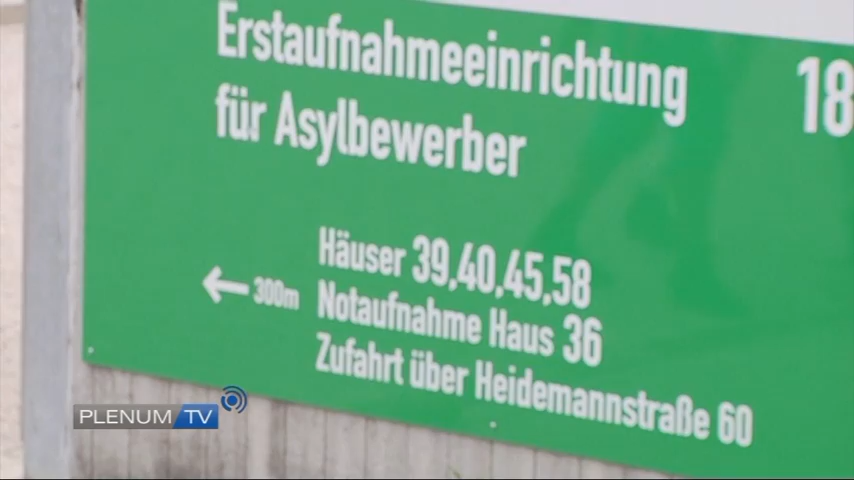 Erstaufnahmeeinrichtung 18
für Asylbewerber
Häuser 39,40,45,58
← 300m
Notaufnahme Haus 36
Zufahrt über Heidemannstraße 60
PLENUM TV